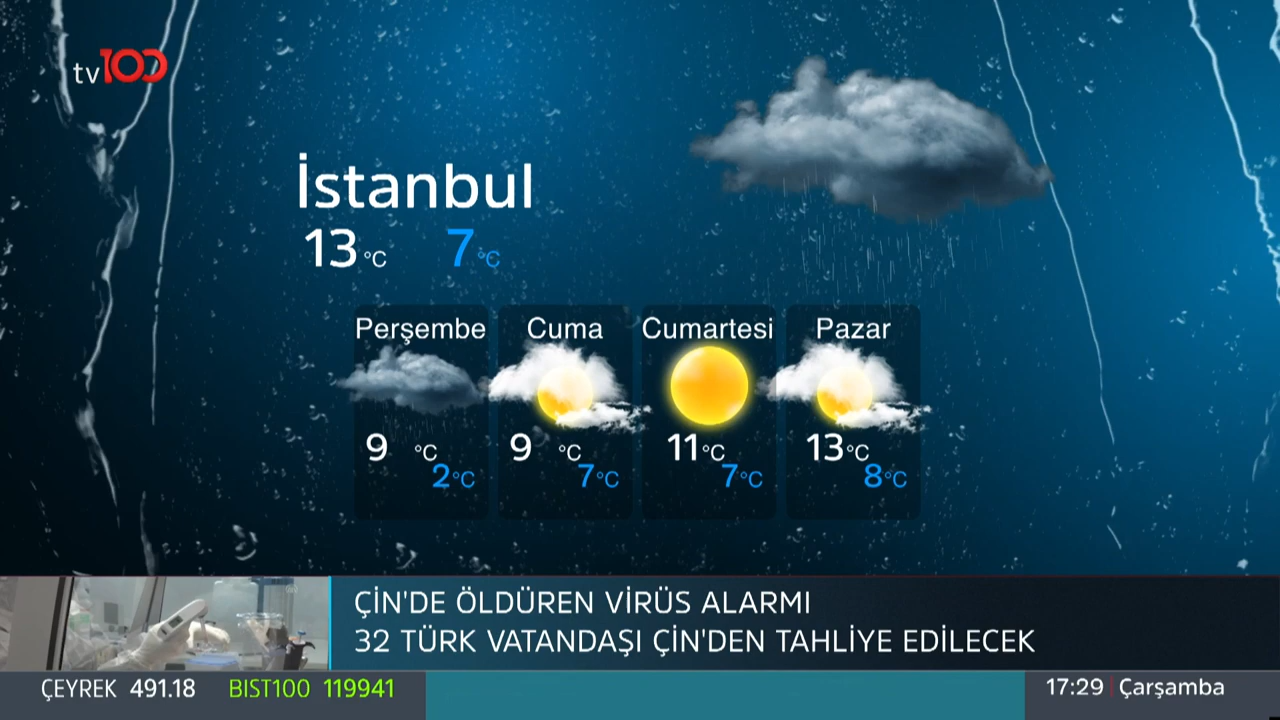 tv100
İstanbul
13 °C 7 °C
Perşembe Cuma Cumartesi Pazar
9 °C 9 °C 11 °C 13 °C
2 °C 7 °C 7 °C 8 °C
ÇİN'DE ÖLDÜREN VİRÜS ALARMI
32 TÜRK VATANDAŞI ÇİN'DEN TAHLİYE EDİLECEK
ÇEYREK 491.18 BIST100 119941 17:29 Çarşamba